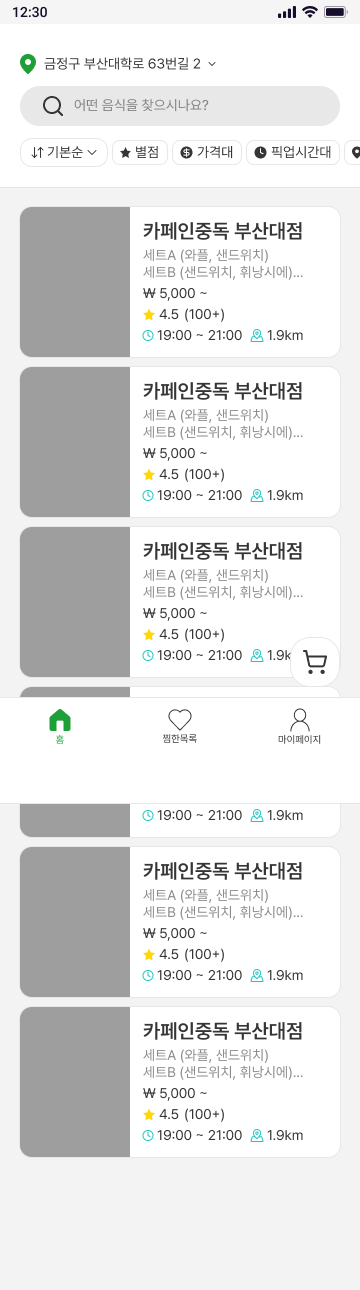 12:30
금정구 부산대학로 63번길 2
어떤 음식을 찾으시나요?
기본순 별점 가격대 픽업시간대
카페인중독 부산대점
세트A (와플, 샌드위치)
세트B (샌드위치, 휘낭시에)...
₩ 5,000 ~
4.5 (100+)
19:00 ~ 21:00 1.9km
카페인중독 부산대점
세트A (와플, 샌드위치)
세트B (샌드위치, 휘낭시에)...
₩ 5,000 ~
4.5 (100+)
19:00 ~ 21:00 1.9km
카페인중독 부산대점
세트A (와플, 샌드위치)
세트B (샌드위치, 휘낭시에)...
₩ 5,000 ~
4.5 (100+)
19:00 ~ 21:00 1.9k
홈 찜한목록 마이페이지
19:00 ~ 21:00 1.9km
카페인중독 부산대점
세트A (와플, 샌드위치)
세트B (샌드위치, 휘낭시에)...
₩ 5,000 ~
4.5 (100+)
19:00 ~ 21:00 1.9km
카페인중독 부산대점
세트A (와플, 샌드위치)
세트B (샌드위치, 휘낭시에)...
₩ 5,000 ~
4.5 (100+)
19:00 ~ 21:00 1.9km